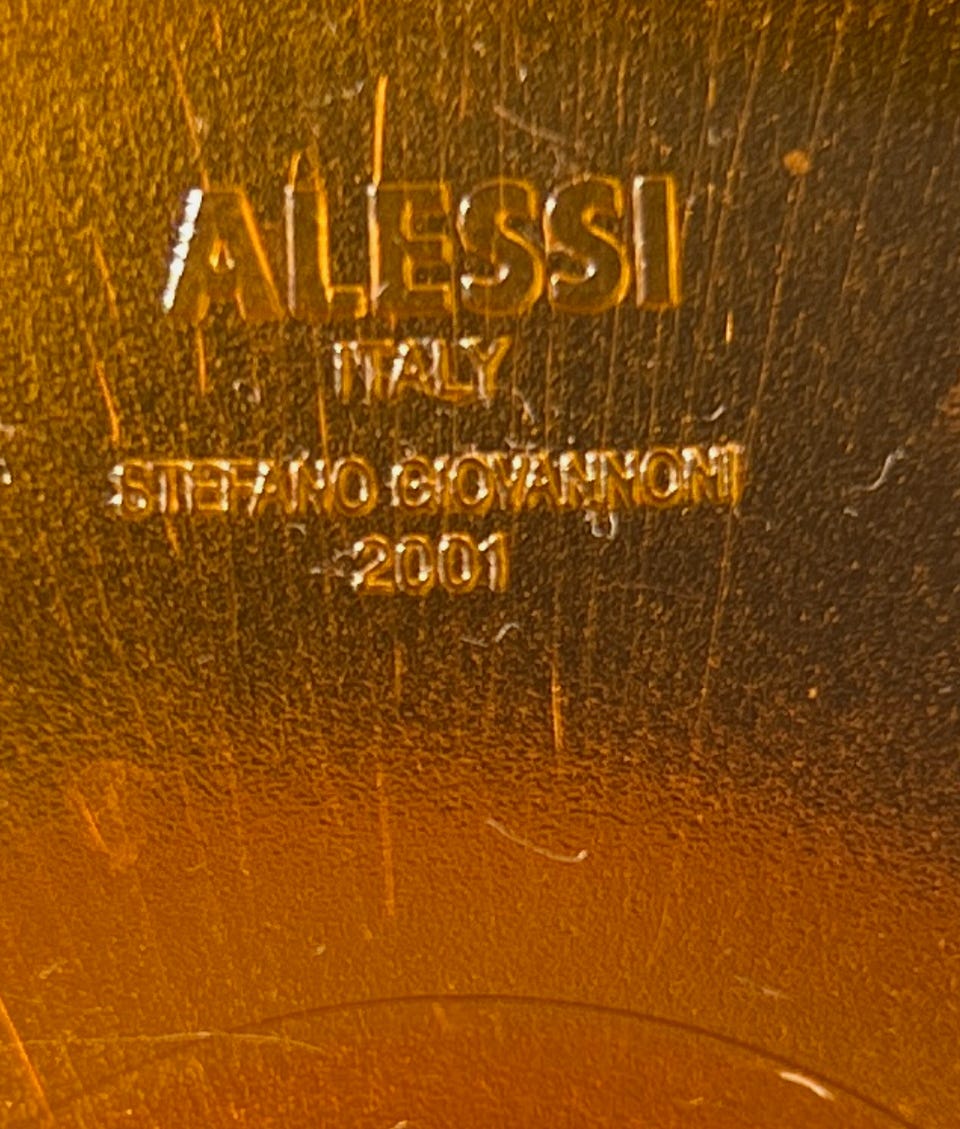 ALESSI
ITALY
STEFANO GIOVANNONI
2001